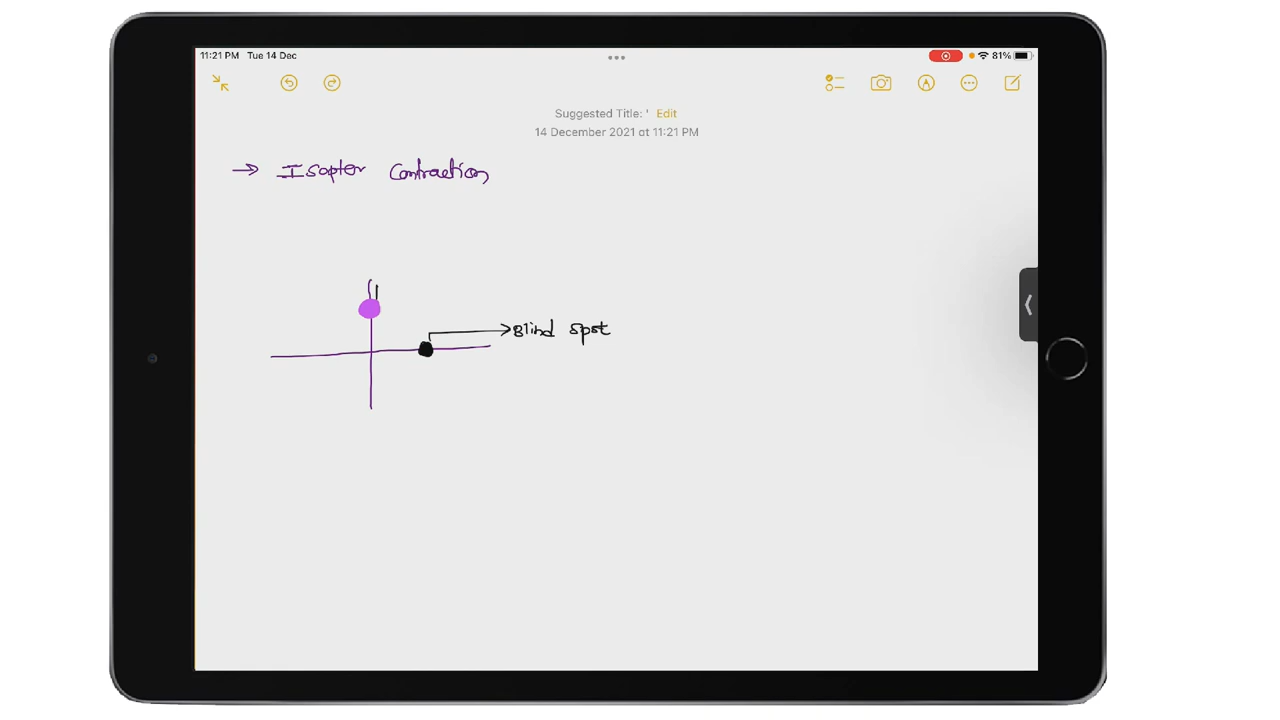 11:21 PM Tue 14 Dec
81%
Suggested Title: ' Edit
14 December 2021 at 11:21 PM
→ Isopter Contraction
Blind spot